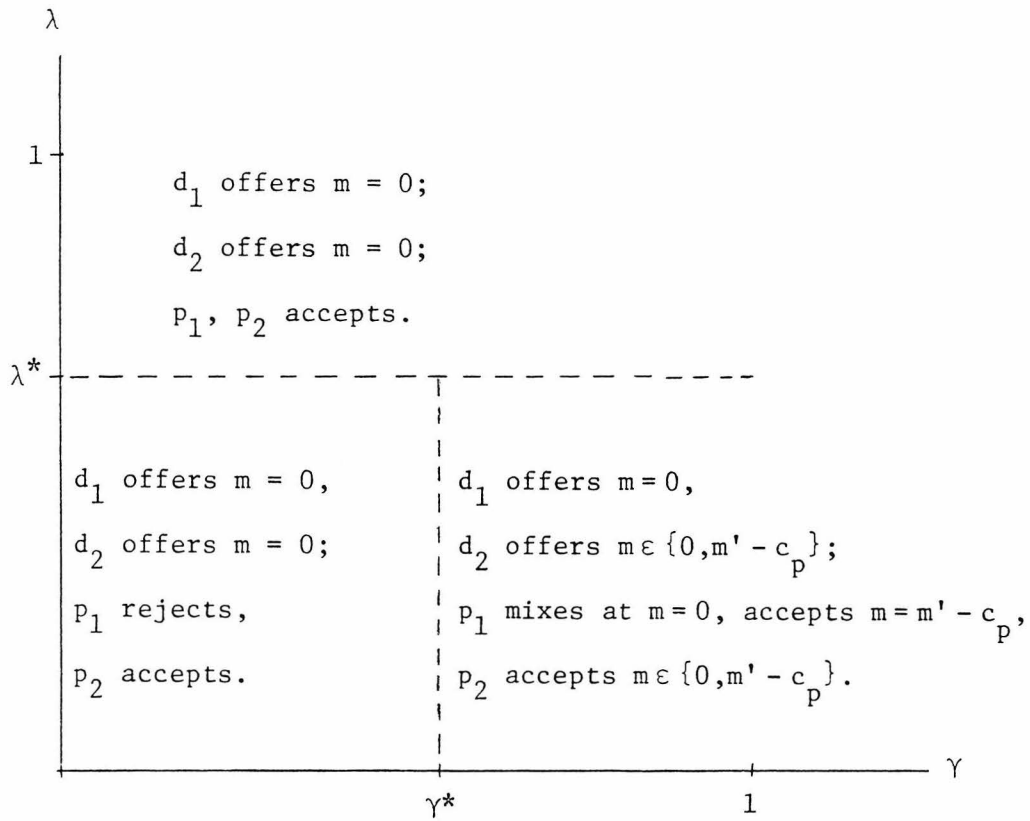 λ
1
d₁ offers m = 0;
d₂ offers m = 0;
p₁, p₂ accepts.
λ*
d₁ offers m = 0,
d₂ offers m = 0;
p₁ rejects,
p₂ accepts.
d₁ offers m = 0,
d₂ offers m ε {0,m' - cₚ};
p₁ mixes at m = 0, accepts m = m' - cₚ,
p₂ accepts m ε {0,m' - cₚ}.
γ*
1
γ